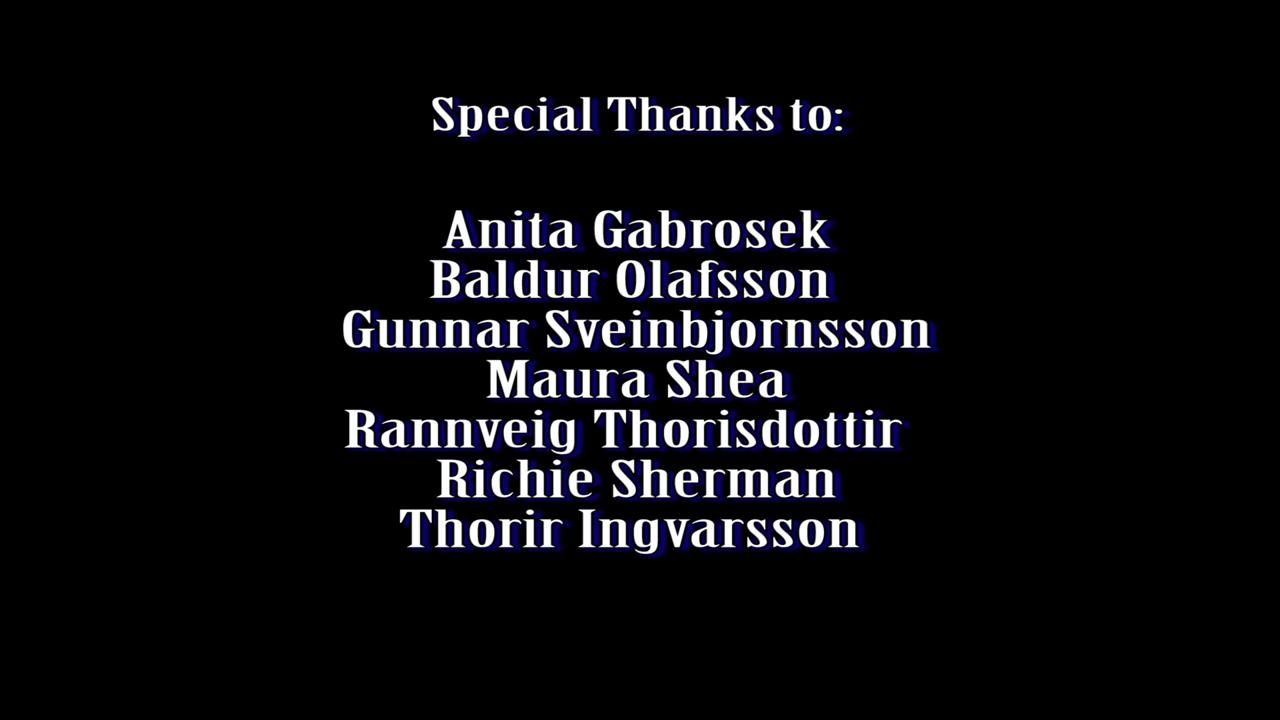 Special Thanks to:
Anita Gabrosek
Baldur Olafsson
Gunnar Sveinbjornsson
Maura Shea
Rannveig Thorisdottir
Richie Sherman
Thorir Ingvarsson